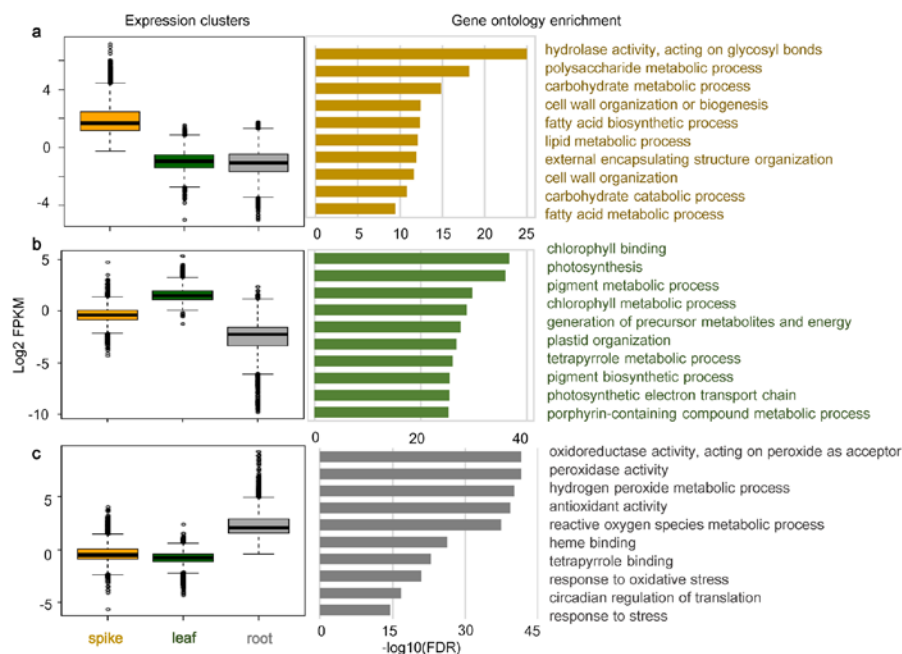 Expression clusters
Gene ontology enrichment
a
4
0
-4
hydrolase activity, acting on glycosyl bonds
polysaccharide metabolic process
carbohydrate metabolic process
cell wall organization or biogenesis
fatty acid biosynthetic process
lipid metabolic process
external encapsulating structure organization
cell wall organization
carbohydrate catabolic process
fatty acid metabolic process
0 5 10 15 20 25
b
Log2 FPKM
5
0
-5
-10
chlorophyll binding
photosynthesis
pigment metabolic process
chlorophyll metabolic process
generation of precursor metabolites and energy
plastid organization
tetrapyrrole metabolic process
pigment biosynthetic process
photosynthetic electron transport chain
porphyrin-containing compound metabolic process
0 20 40
c
5
0
-5
oxidoreductase activity, acting on peroxide as acceptor
peroxidase activity
hydrogen peroxide metabolic process
antioxidant activity
reactive oxygen species metabolic process
heme binding
tetrapyrrole binding
response to oxidative stress
circadian regulation of translation
response to stress
0 15 30 45
spike leaf root
-log10(FDR)